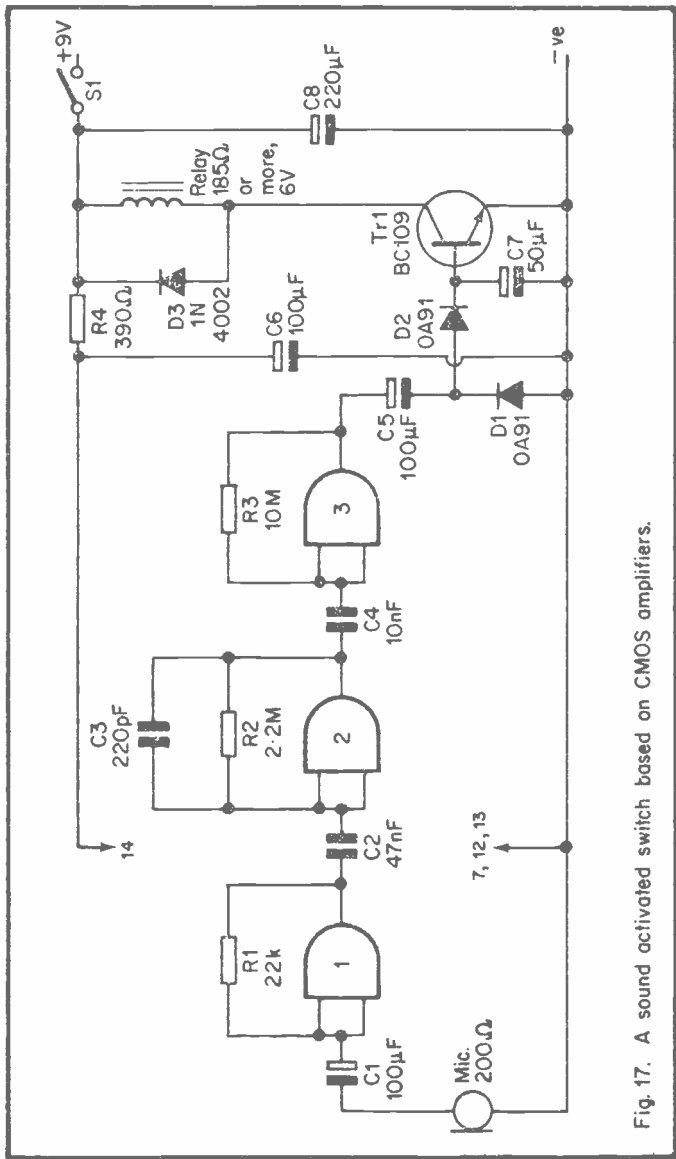 +9V
S1
R4
390Ω
D3
1N
4002
Relay
185Ω
or
more,
6V
C8
220µF
C6
100µF
C3
220pF
R3
10M
R2
2·2M
R1
22k
14
Tr1
BC109
C5
100µF
D2
OA91
C7
50µF
D1
OA91
1
2
3
C1
100µF
C2
47nF
C4
10nF
Mic.
200Ω
7, 12, 13
−ve
Fig. 17. A sound activated switch based on CMOS amplifiers.